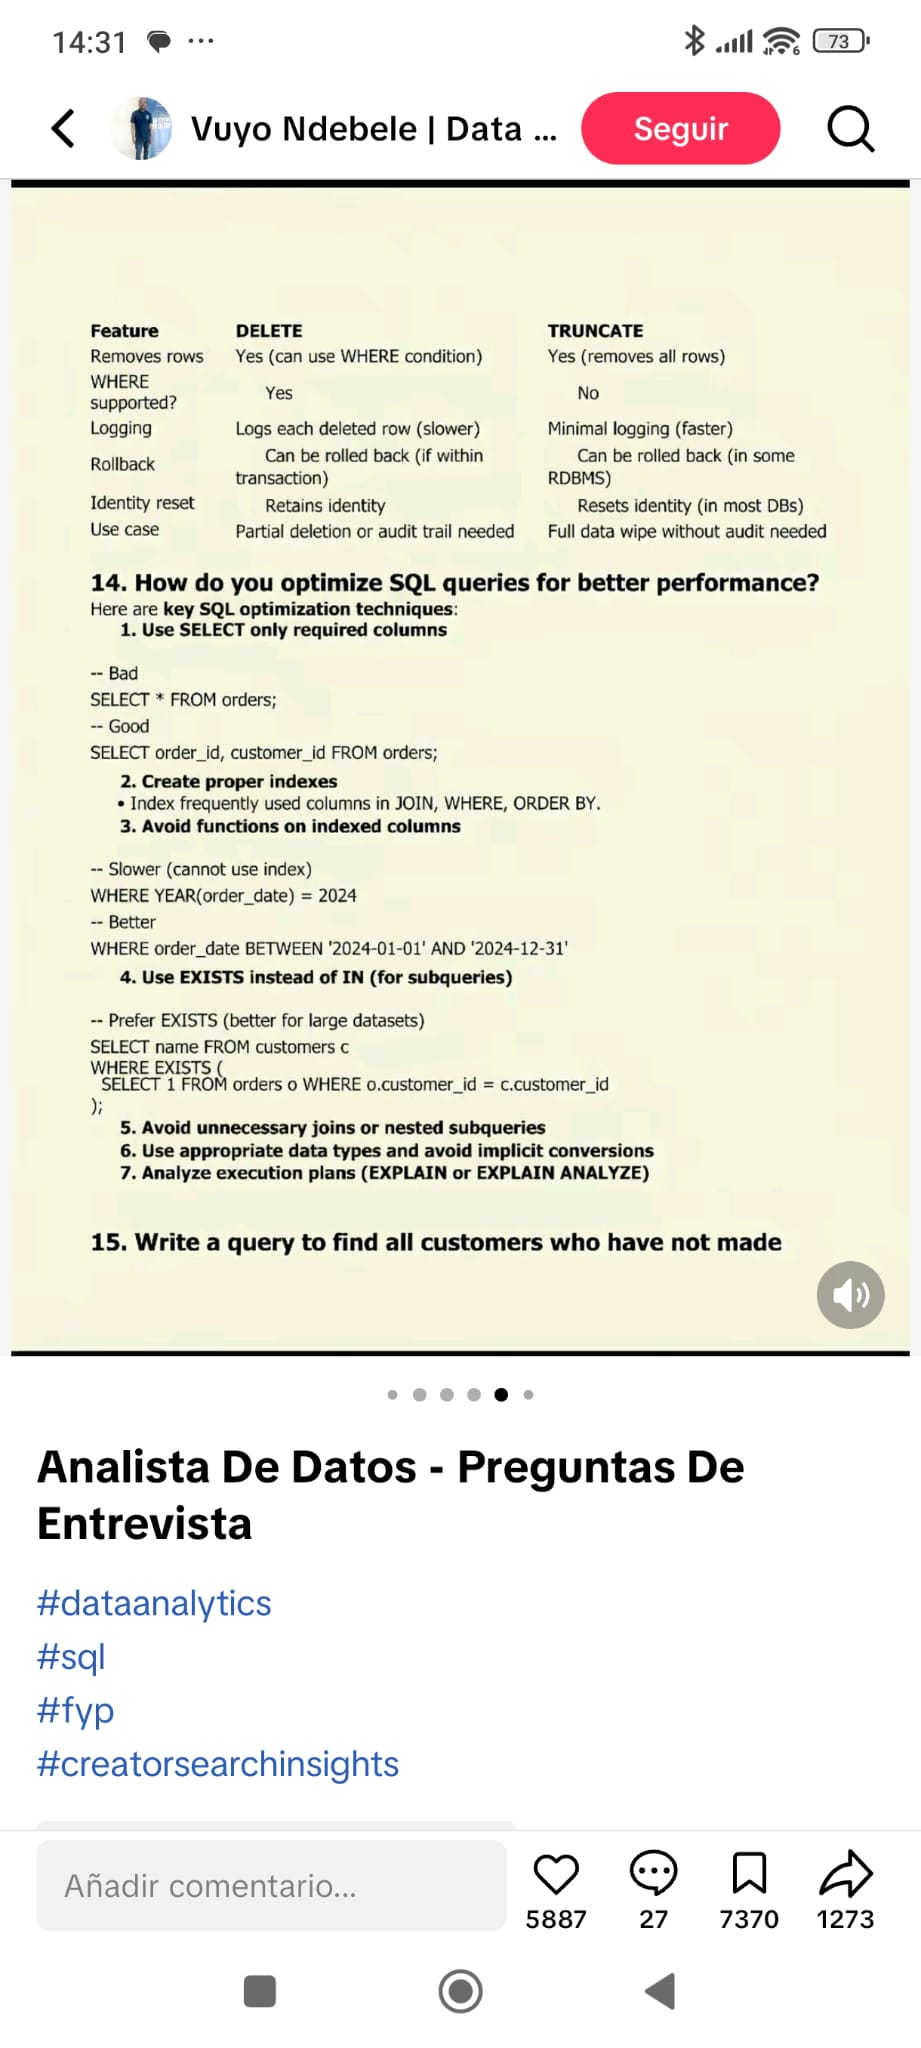 14:31 ...
73
Vuyo Ndebele | Data ...
Seguir
Feature DELETE TRUNCATE
Removes rows Yes (can use WHERE condition) Yes (removes all rows)
WHERE supported? Yes No
Logging Logs each deleted row (slower) Minimal logging (faster)
Rollback Can be rolled back (if within transaction) Can be rolled back (in some RDBMS)
Identity reset Retains identity Resets identity (in most DBs)
Use case Partial deletion or audit trail needed Full data wipe without audit needed
14. How do you optimize SQL queries for better performance?
Here are key SQL optimization techniques:
1. Use SELECT only required columns
-- Bad
SELECT * FROM orders;
-- Good
SELECT order_id, customer_id FROM orders;
2. Create proper indexes
• Index frequently used columns in JOIN, WHERE, ORDER BY.
3. Avoid functions on indexed columns
-- Slower (cannot use index)
WHERE YEAR(order_date) = 2024
-- Better
WHERE order_date BETWEEN '2024-01-01' AND '2024-12-31'
4. Use EXISTS instead of IN (for subqueries)
-- Prefer EXISTS (better for large datasets)
SELECT name FROM customers c
WHERE EXISTS (
SELECT 1 FROM orders o WHERE o.customer_id = c.customer_id
);
5. Avoid unnecessary joins or nested subqueries
6. Use appropriate data types and avoid implicit conversions
7. Analyze execution plans (EXPLAIN or EXPLAIN ANALYZE)
15. Write a query to find all customers who have not made
Analista De Datos - Preguntas De
Entrevista
#dataanalytics
#sql
#fyp
#creatorsearchinsights
Añadir comentario...
5887 27 7370 1273